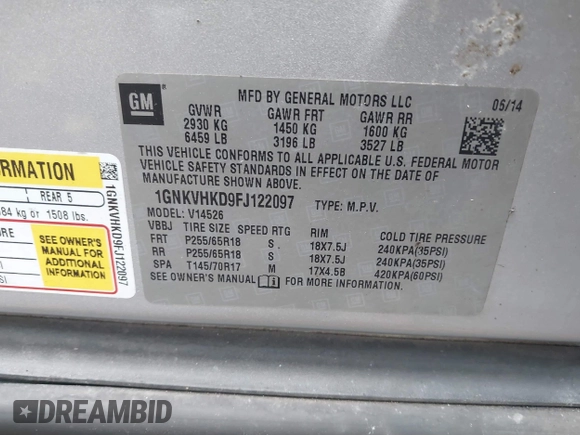 GM
MFD BY GENERAL MOTORS LLC
06/14
GVWR GAWR FRT GAWR RR
2930 KG 1450 KG 1600 KG
6459 LB 3196 LB 3527 LB
THIS VEHICLE CONFORMS TO ALL APPLICABLE U.S. FEDERAL MOTOR
VEHICLE SAFETY STANDARDS IN EFFECT ON THE DATE OF
MANUFACTURE SHOWN ABOVE.
1GNKVHKD9FJ122097 TYPE: M.P.V.
MODEL: V14526
VBBJ TIRE SIZE SPEED RTG RIM COLD TIRE PRESSURE
FRT P255/65R18 S 18X7.5J 240KPA(35PSI)
RR P255/65R18 S 18X7.5J 240KPA(35PSI)
SPA T145/70R17 M 17X4.5B 420KPA(60PSI)
SEE OWNER'S MANUAL FOR MORE INFORMATION.
ORMATION
REAR 5
84 kg or 1508 lbs.
SEE OWNER'S
MANUAL FOR
ADDITIONAL
INFORMATION
1GNKVHKD9FJ122097
DREAMBID